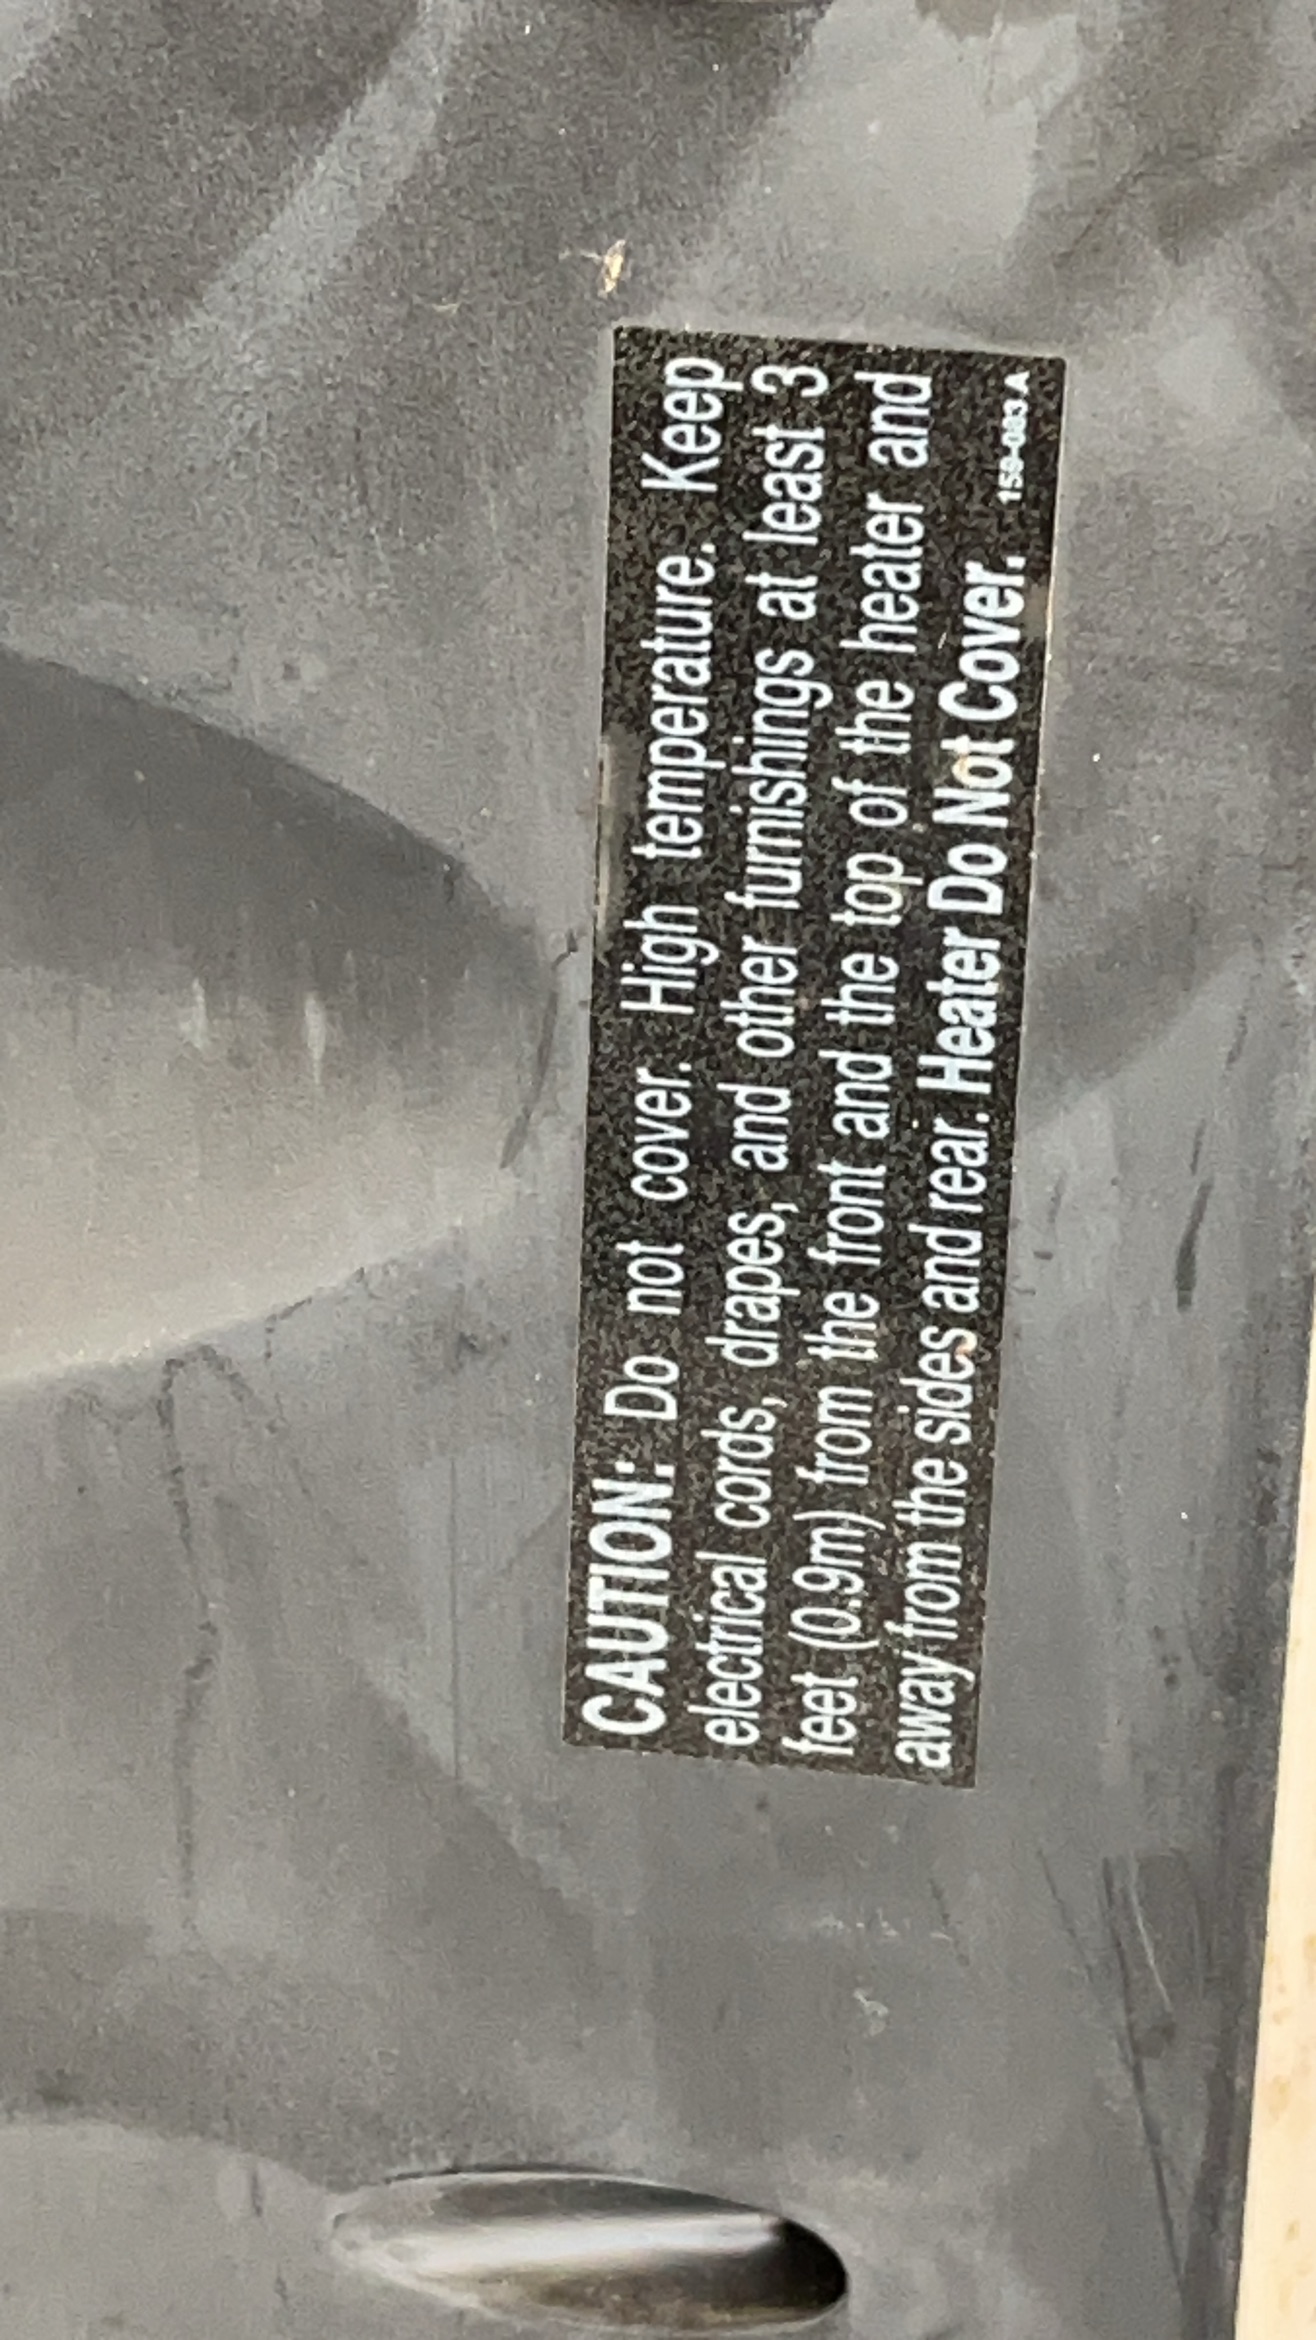 CAUTION: Do not cover. High temperature. Keep
electrical cords, drapes, and other furnishings at least 3
feet (0.9m) from the front and the top of the heater and
away from the sides and rear. Heater Do Not Cover.
159-083 A